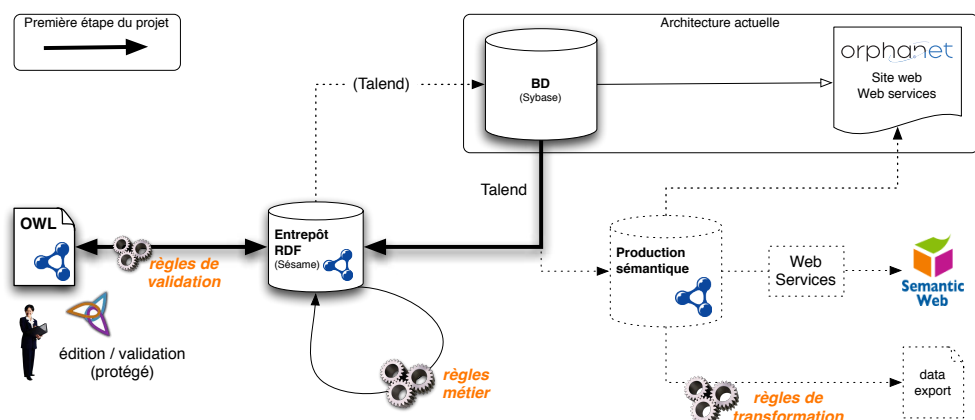 Première étape du projet
Architecture actuelle
orphanet
Site web
Web services
(Talend)
BD
(Sybase)
Talend
OWL
règles de
validation
Entrepôt
RDF
(Sésame)
Production
sémantique
Web
Services
Semantic
Web
édition / validation
(protégé)
règles
métier
règles de
transformation
data
export